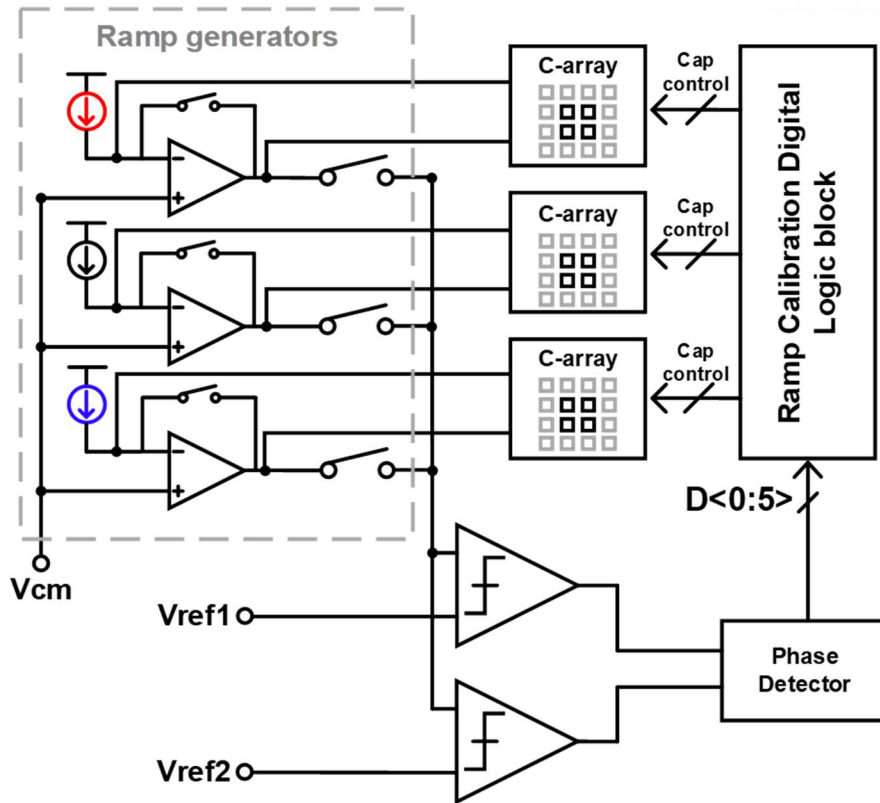 Ramp generators
C-array
Cap
control
C-array
Cap
control
C-array
Cap
control
Ramp Calibration Digital
Logic block
D<0:5>
Vcm
Vref1
Vref2
Phase
Detector